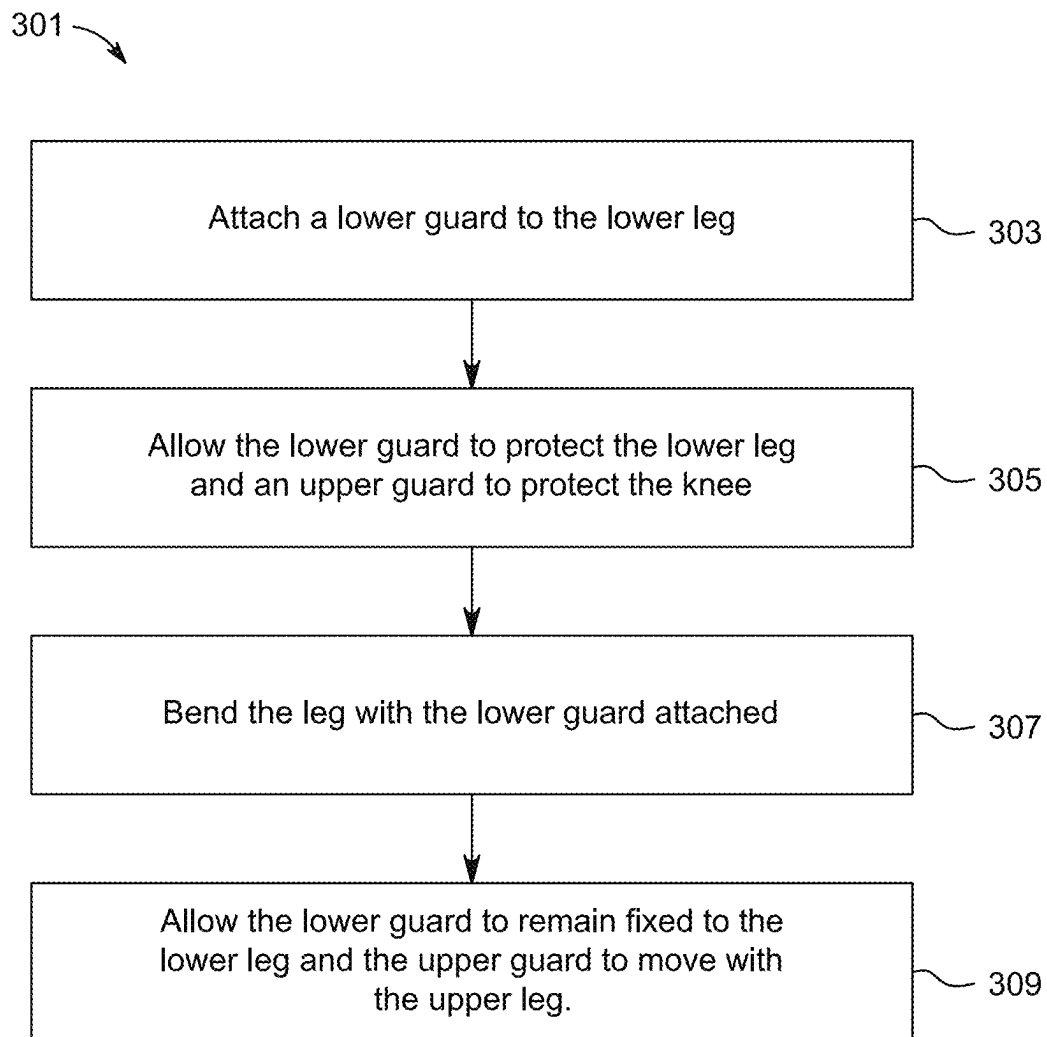 301
Attach a lower guard to the lower leg
303
Allow the lower guard to protect the lower leg
and an upper guard to protect the knee
305
Bend the leg with the lower guard attached
307
Allow the lower guard to remain fixed to the
lower leg and the upper guard to move with
the upper leg.
309